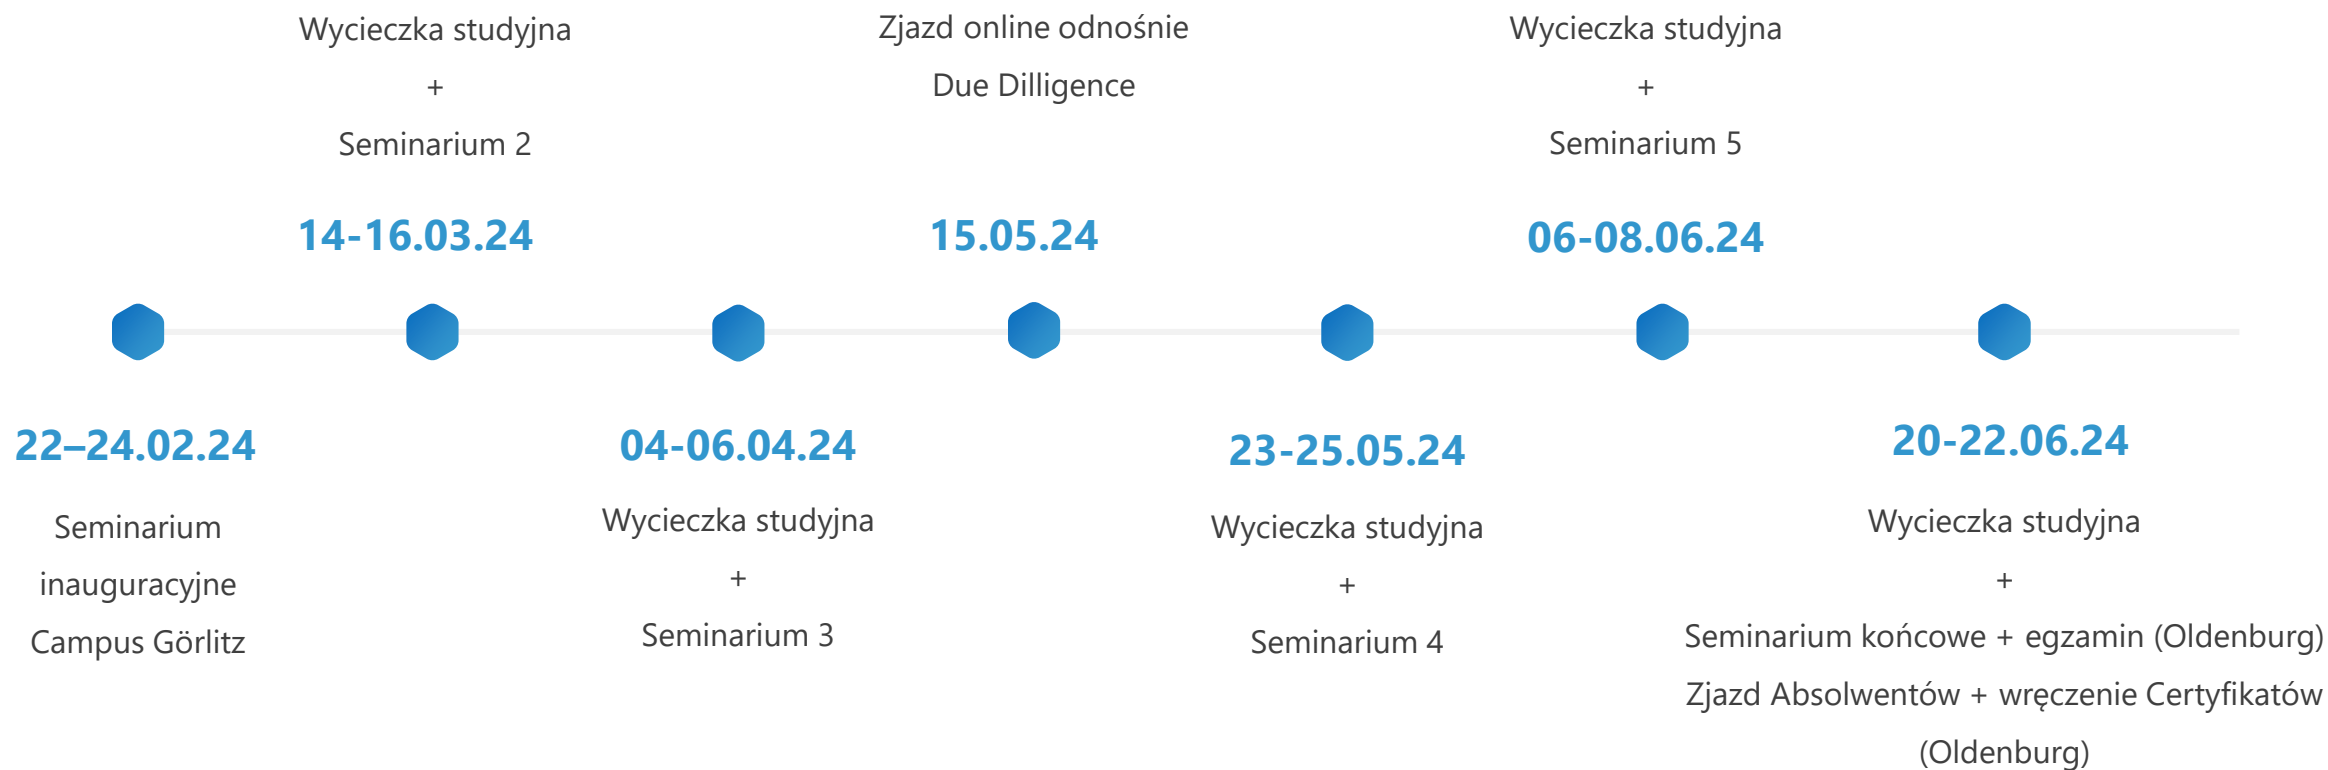 Wycieczka studyjna
+
Seminarium 2
14-16.03.24
Zjazd online odnośnie
Due Dilligence
15.05.24
Wycieczka studyjna
+
Seminarium 5
06-08.06.24
22–24.02.24
Seminarium
inauguracyjne
Campus Görlitz
04-06.04.24
Wycieczka studyjna
+
Seminarium 3
23-25.05.24
Wycieczka studyjna
+
Seminarium 4
20-22.06.24
Wycieczka studyjna
+
Seminarium końcowe + egzamin (Oldenburg)
Zjazd Absolwentów + wręczenie Certyfikatów
(Oldenburg)